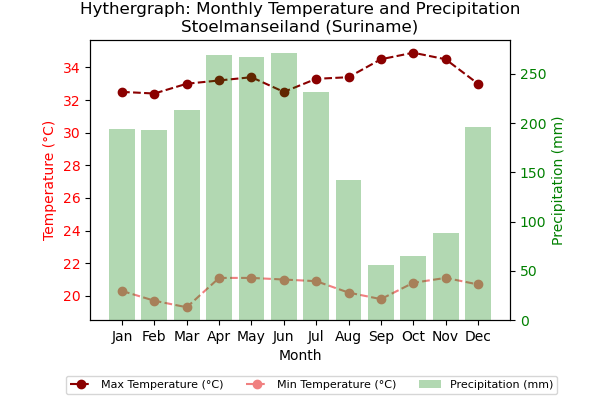 Hythergraph: Monthly Temperature and Precipitation
Stoelmanseiland (Suriname)
34
32
30
28
26
24
22
20
Temperature (°C)
250
200
150
100
50
0
Precipitation (mm)
Jan Feb Mar Apr May Jun Jul Aug Sep Oct Nov Dec
Month
Max Temperature (°C) Min Temperature (°C) Precipitation (mm)